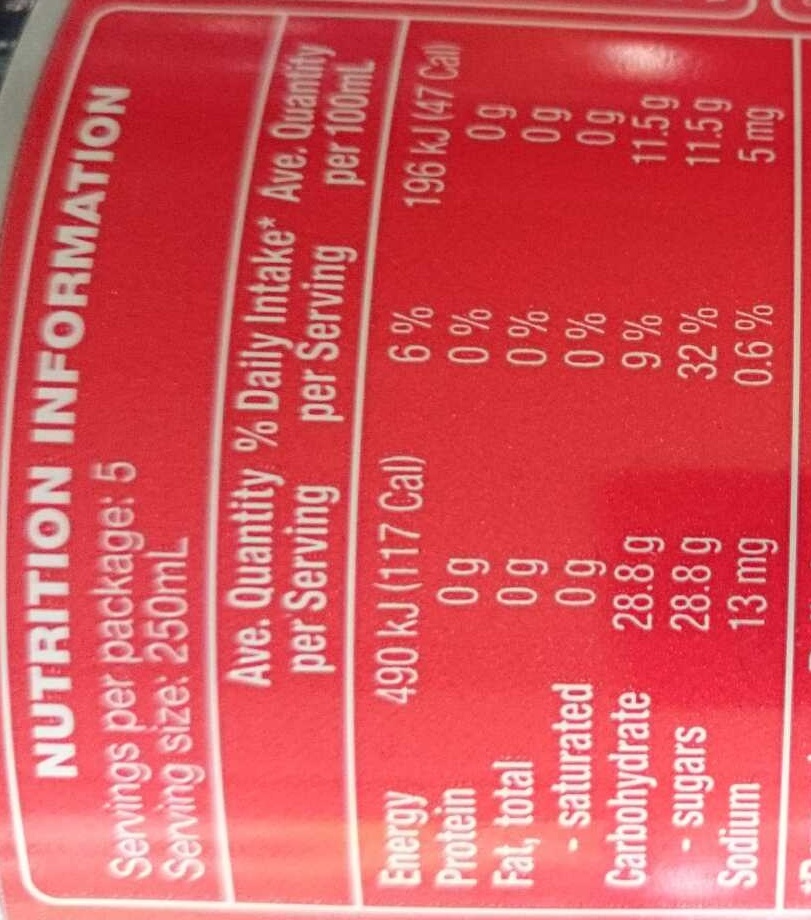 NUTRITION INFORMATION
Servings per package: 5
Serving size: 250mL
Ave. Quantity % Daily Intake* Ave. Quantity
per Serving per Serving per 100mL
Energy 490 kJ (117 Cal) 6 % 196 kJ (47 Cal)
Protein 0 g 0 % 0 g
Fat, total 0 g 0 % 0 g
- saturated 0 g 0 % 0 g
Carbohydrate 28.8 g 9 % 11.5 g
- sugars 28.8 g 32 % 11.5 g
Sodium 13 mg 0.6 % 5 mg